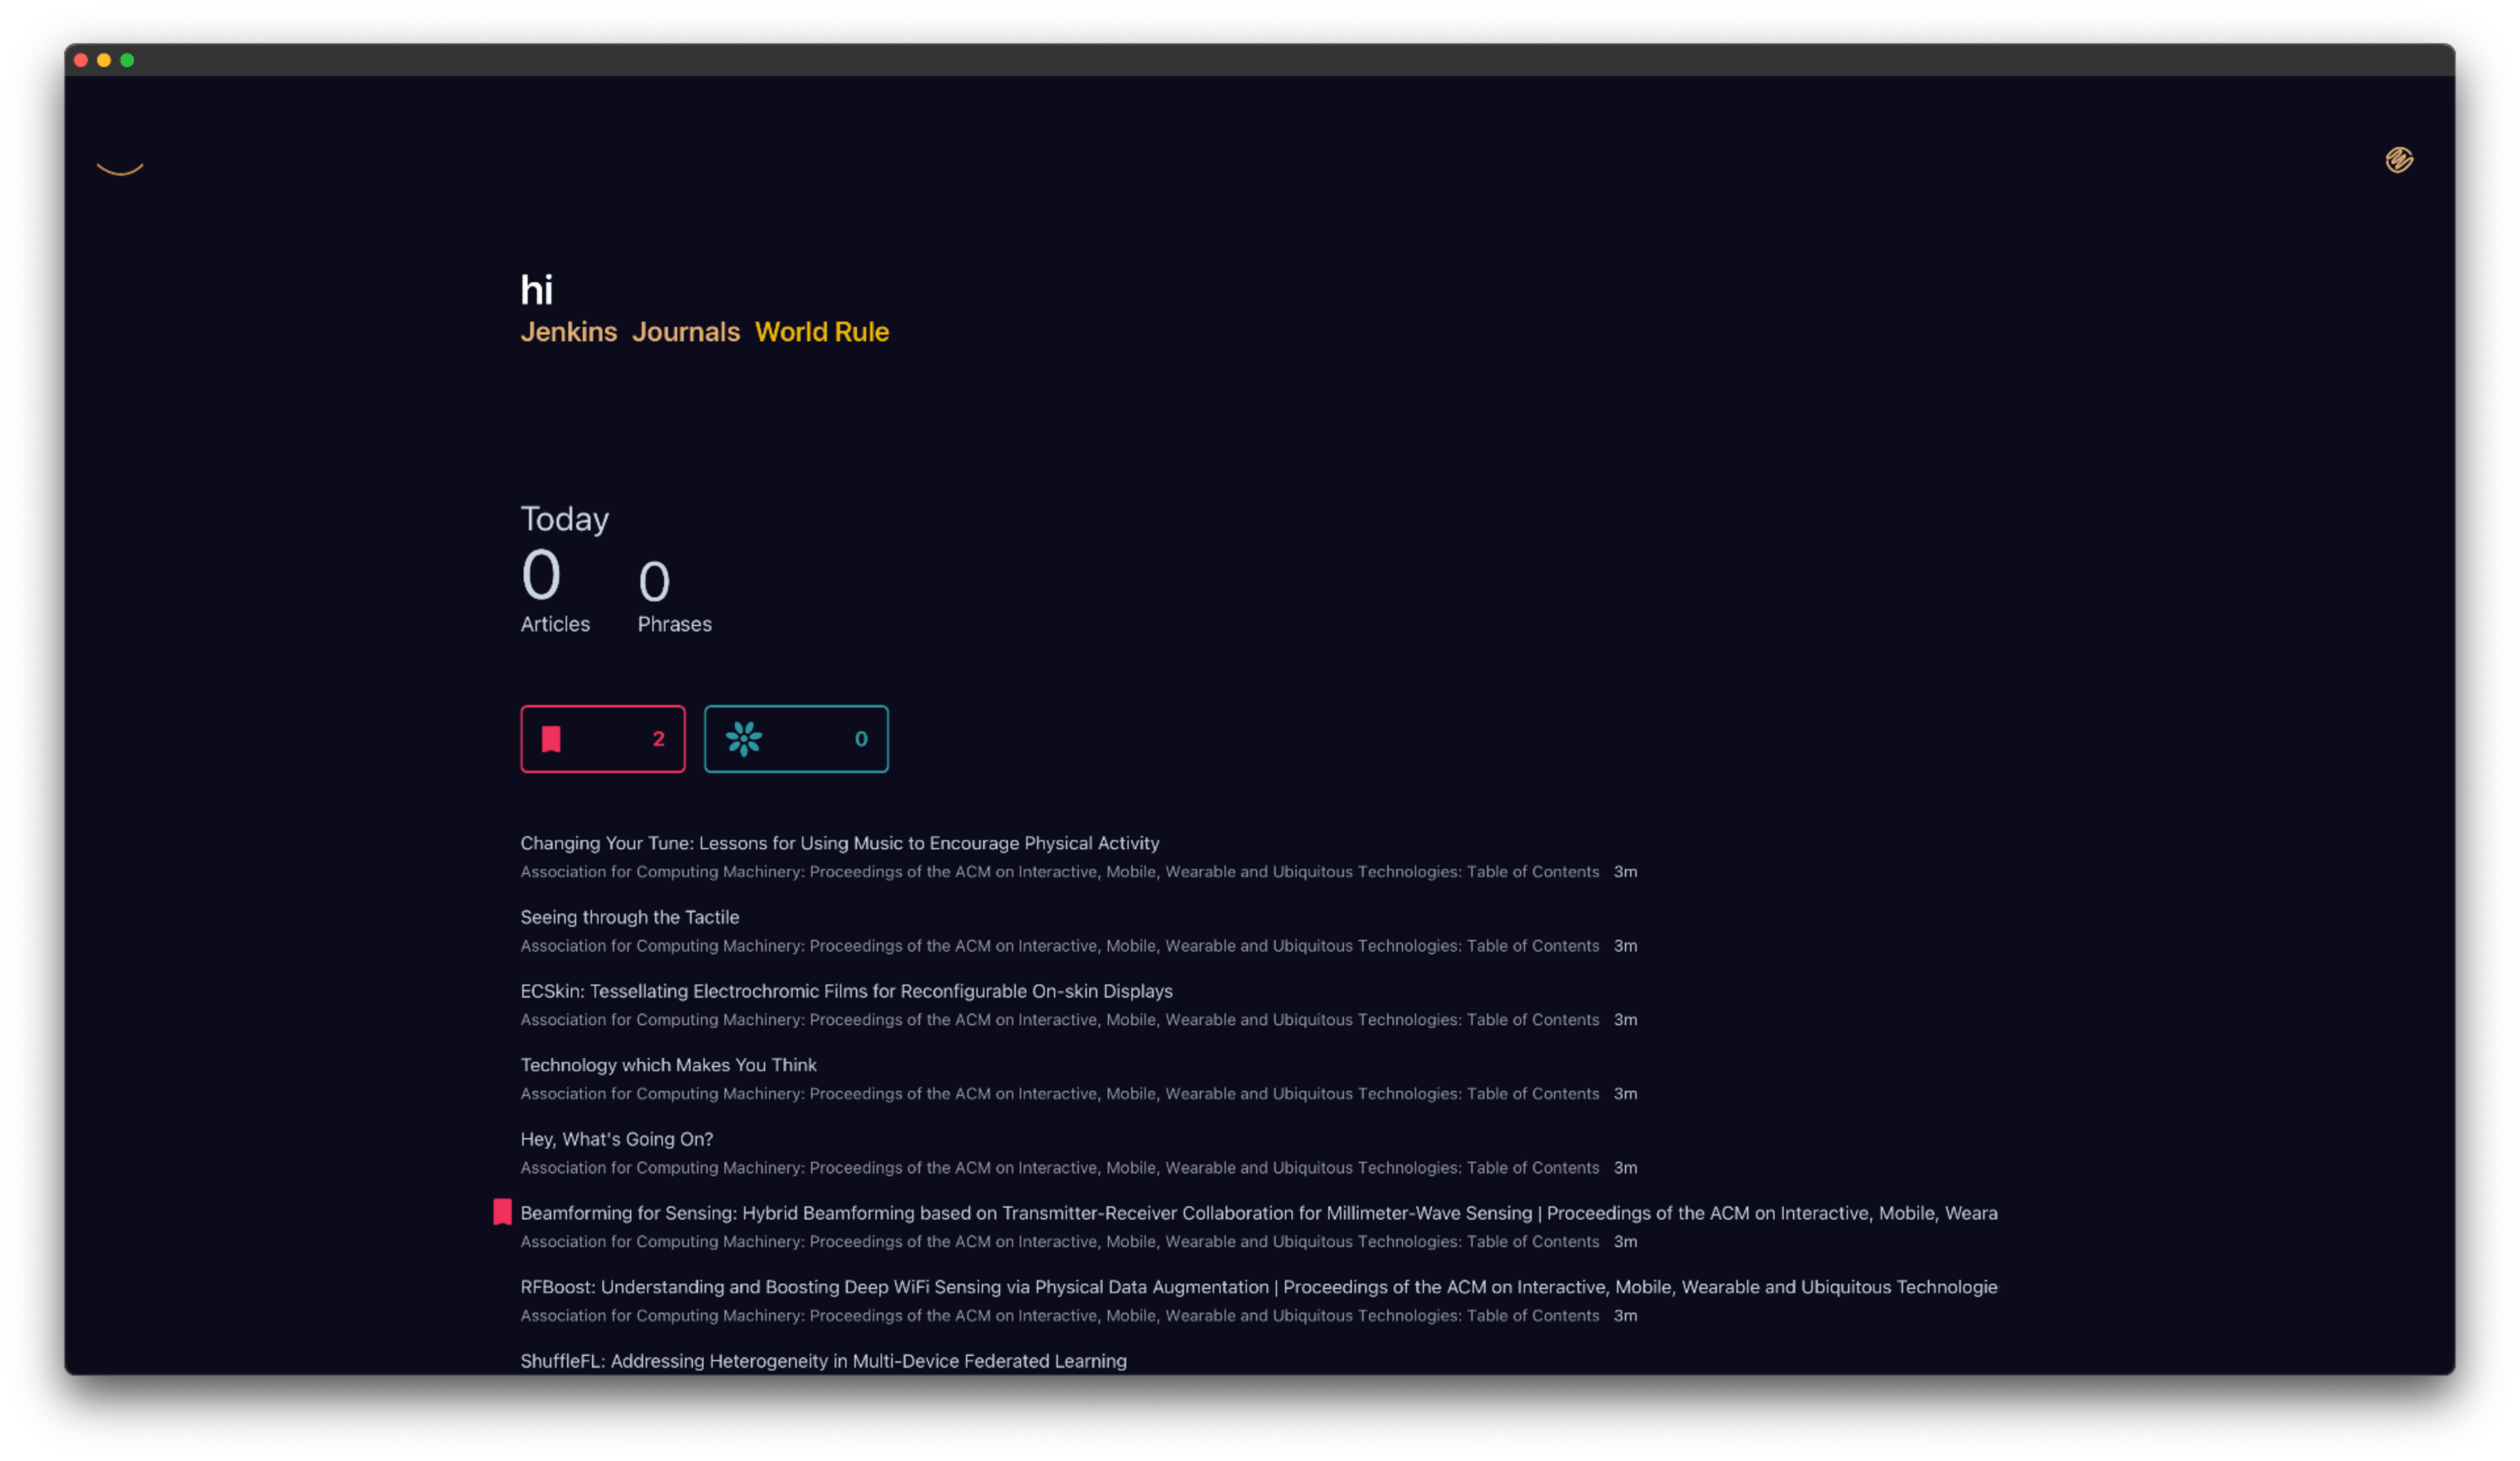 hi
Jenkins Journals World Rule
Today
0 0
Articles Phrases
2 0
Changing Your Tune: Lessons for Using Music to Encourage Physical Activity
Association for Computing Machinery: Proceedings of the ACM on Interactive, Mobile, Wearable and Ubiquitous Technologies: Table of Contents 3m
Seeing through the Tactile
Association for Computing Machinery: Proceedings of the ACM on Interactive, Mobile, Wearable and Ubiquitous Technologies: Table of Contents 3m
ECSkin: Tessellating Electrochromic Films for Reconfigurable On-skin Displays
Association for Computing Machinery: Proceedings of the ACM on Interactive, Mobile, Wearable and Ubiquitous Technologies: Table of Contents 3m
Technology which Makes You Think
Association for Computing Machinery: Proceedings of the ACM on Interactive, Mobile, Wearable and Ubiquitous Technologies: Table of Contents 3m
Hey, What's Going On?
Association for Computing Machinery: Proceedings of the ACM on Interactive, Mobile, Wearable and Ubiquitous Technologies: Table of Contents 3m
Beamforming for Sensing: Hybrid Beamforming based on Transmitter-Receiver Collaboration for Millimeter-Wave Sensing | Proceedings of the ACM on Interactive, Mobile, Weara
Association for Computing Machinery: Proceedings of the ACM on Interactive, Mobile, Wearable and Ubiquitous Technologies: Table of Contents 3m
RFBoost: Understanding and Boosting Deep WiFi Sensing via Physical Data Augmentation | Proceedings of the ACM on Interactive, Mobile, Wearable and Ubiquitous Technologie
Association for Computing Machinery: Proceedings of the ACM on Interactive, Mobile, Wearable and Ubiquitous Technologies: Table of Contents 3m
ShuffleFL: Addressing Heterogeneity in Multi-Device Federated Learning